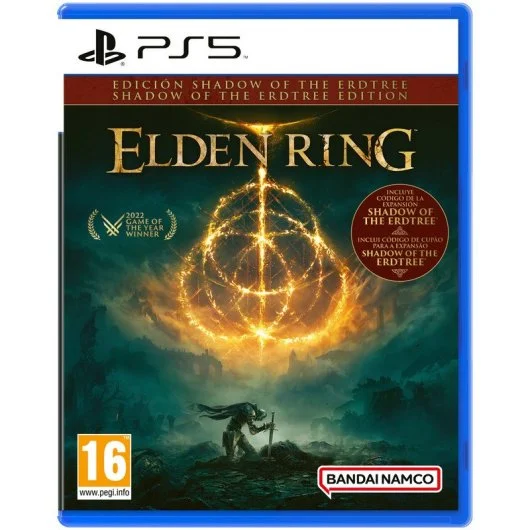 PS5
EDICIÓN SHADOW OF THE ERDTREE
SHADOW OF THE ERDTREE EDITION
ELDEN RING
2022
GAME OF
THE YEAR
WINNER
INCLUYE
CÓDIGO DE LA
EXPANSIÓN
SHADOW OF
THE ERDTREE
INCLUI CÓDIGO DE CUPÃO
PARA A EXPANSÃO
SHADOW OF THE
ERDTREE
16
www.pegi.info
BANDAI NAMCO